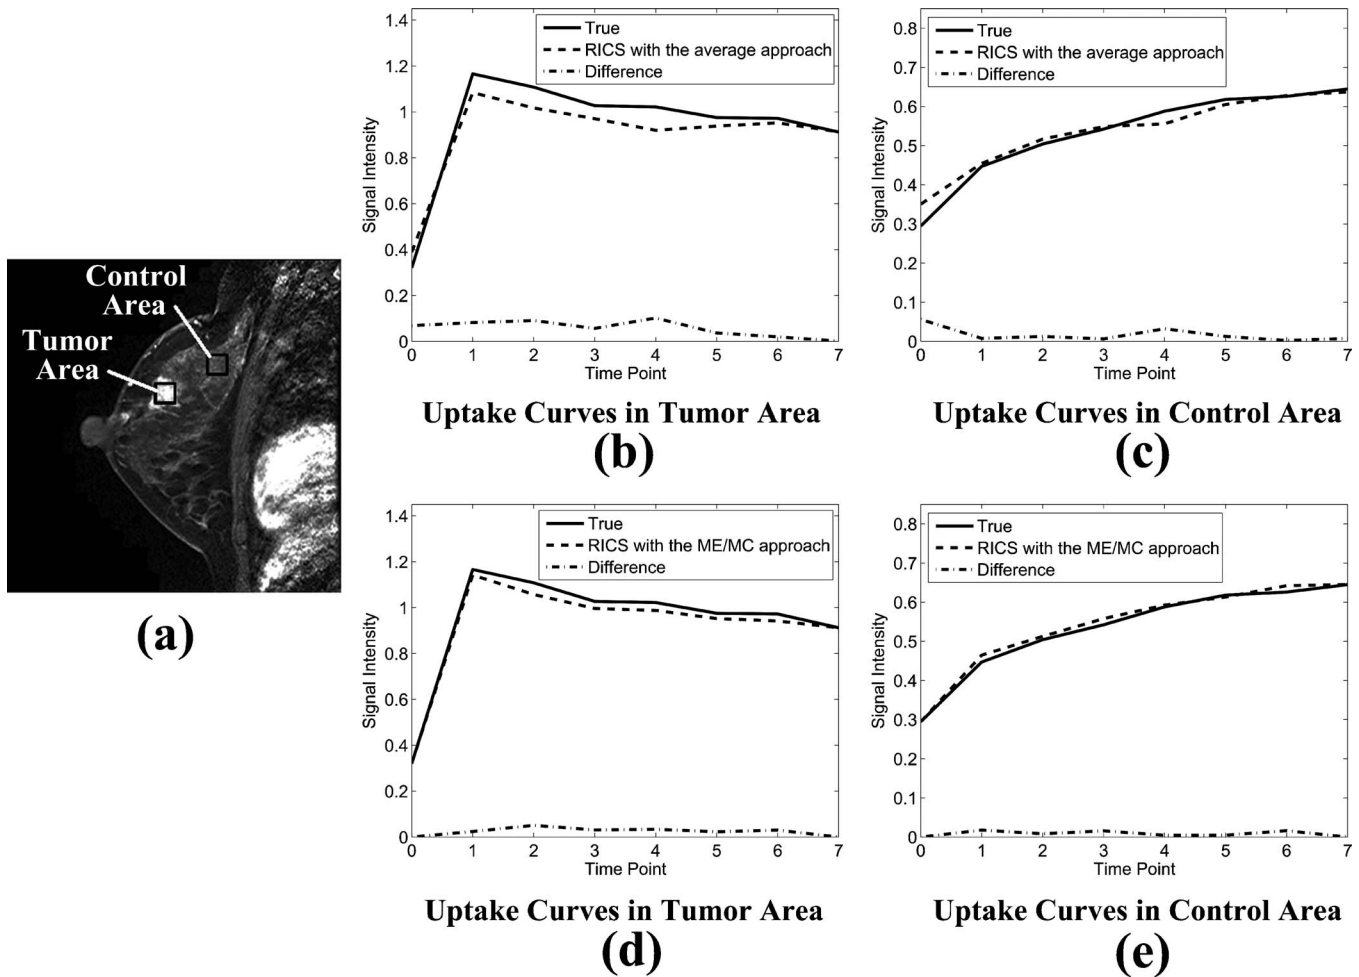 Control
Area
Tumor
Area
(a)
1.4
1.2
1
0.8
0.6
0.4
0.2
0
Signal Intensity
True
RICS with the average approach
Difference
0 1 2 3 4 5 6 7
Time Point
Uptake Curves in Tumor Area
(b)
0.8
0.7
0.6
0.5
0.4
0.3
0.2
0.1
0
Signal Intensity
True
RICS with the average approach
Difference
0 1 2 3 4 5 6 7
Time Point
Uptake Curves in Control Area
(c)
1.4
1.2
1
0.8
0.6
0.4
0.2
0
Signal Intensity
True
RICS with the ME/MC approach
Difference
0 1 2 3 4 5 6 7
Time Point
Uptake Curves in Tumor Area
(d)
0.8
0.7
0.6
0.5
0.4
0.3
0.2
0.1
0
Signal Intensity
True
RICS with the ME/MC approach
Difference
0 1 2 3 4 5 6 7
Time Point
Uptake Curves in Control Area
(e)